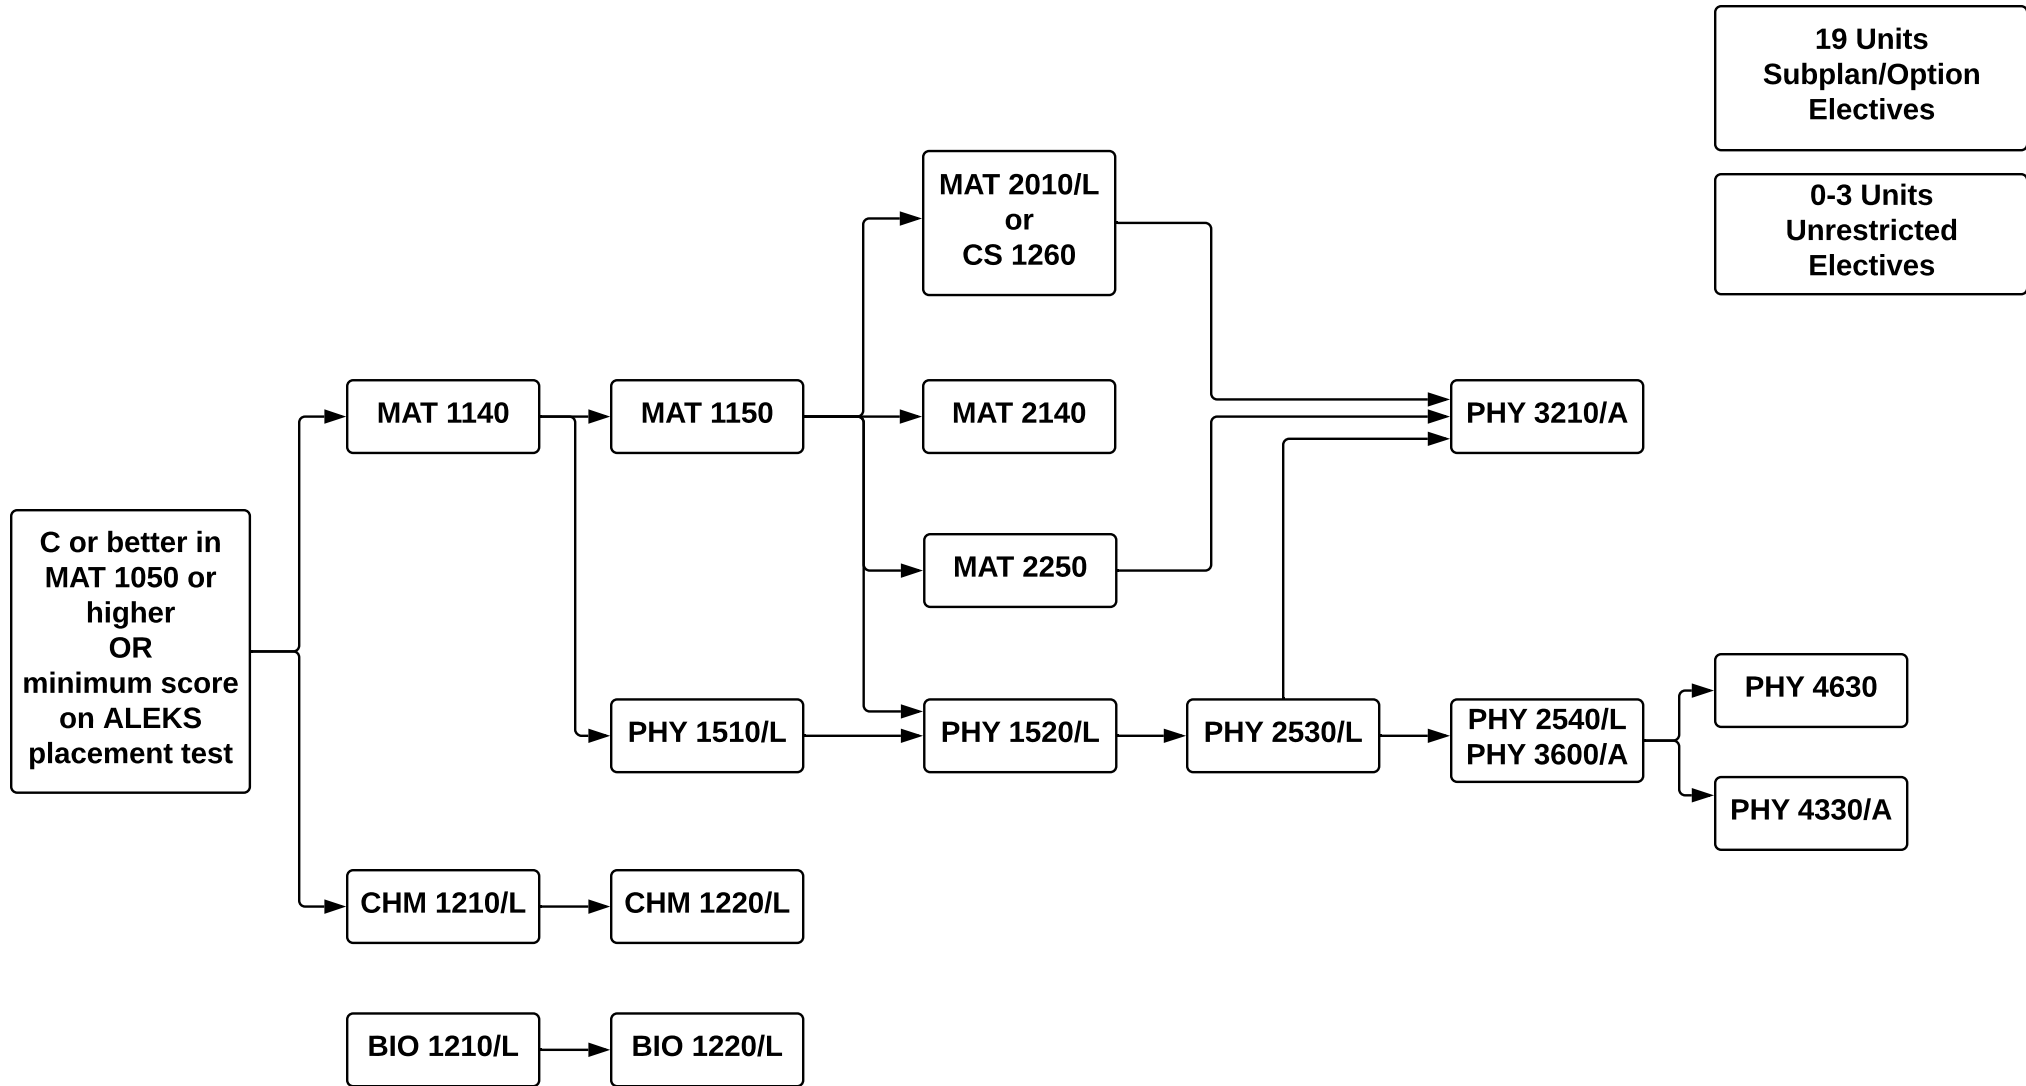 19 Units
Subplan/Option
Electives
0-3 Units
Unrestricted
Electives
MAT 2010/L
or
CS 1260
MAT 1140
MAT 1150
MAT 2140
PHY 3210/A
C or better in
MAT 1050 or
higher
OR
minimum score
on ALEKS
placement test
MAT 2250
PHY 1510/L
PHY 1520/L
PHY 2530/L
PHY 2540/L
PHY 3600/A
PHY 4630
PHY 4330/A
CHM 1210/L
CHM 1220/L
BIO 1210/L
BIO 1220/L